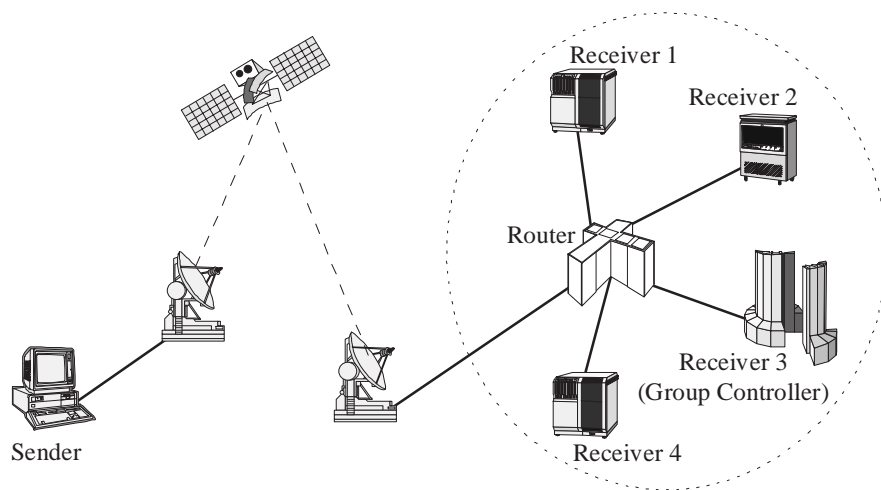 Receiver 1
Receiver 2
Router
Receiver 3
(Group Controller)
Sender
Receiver 4